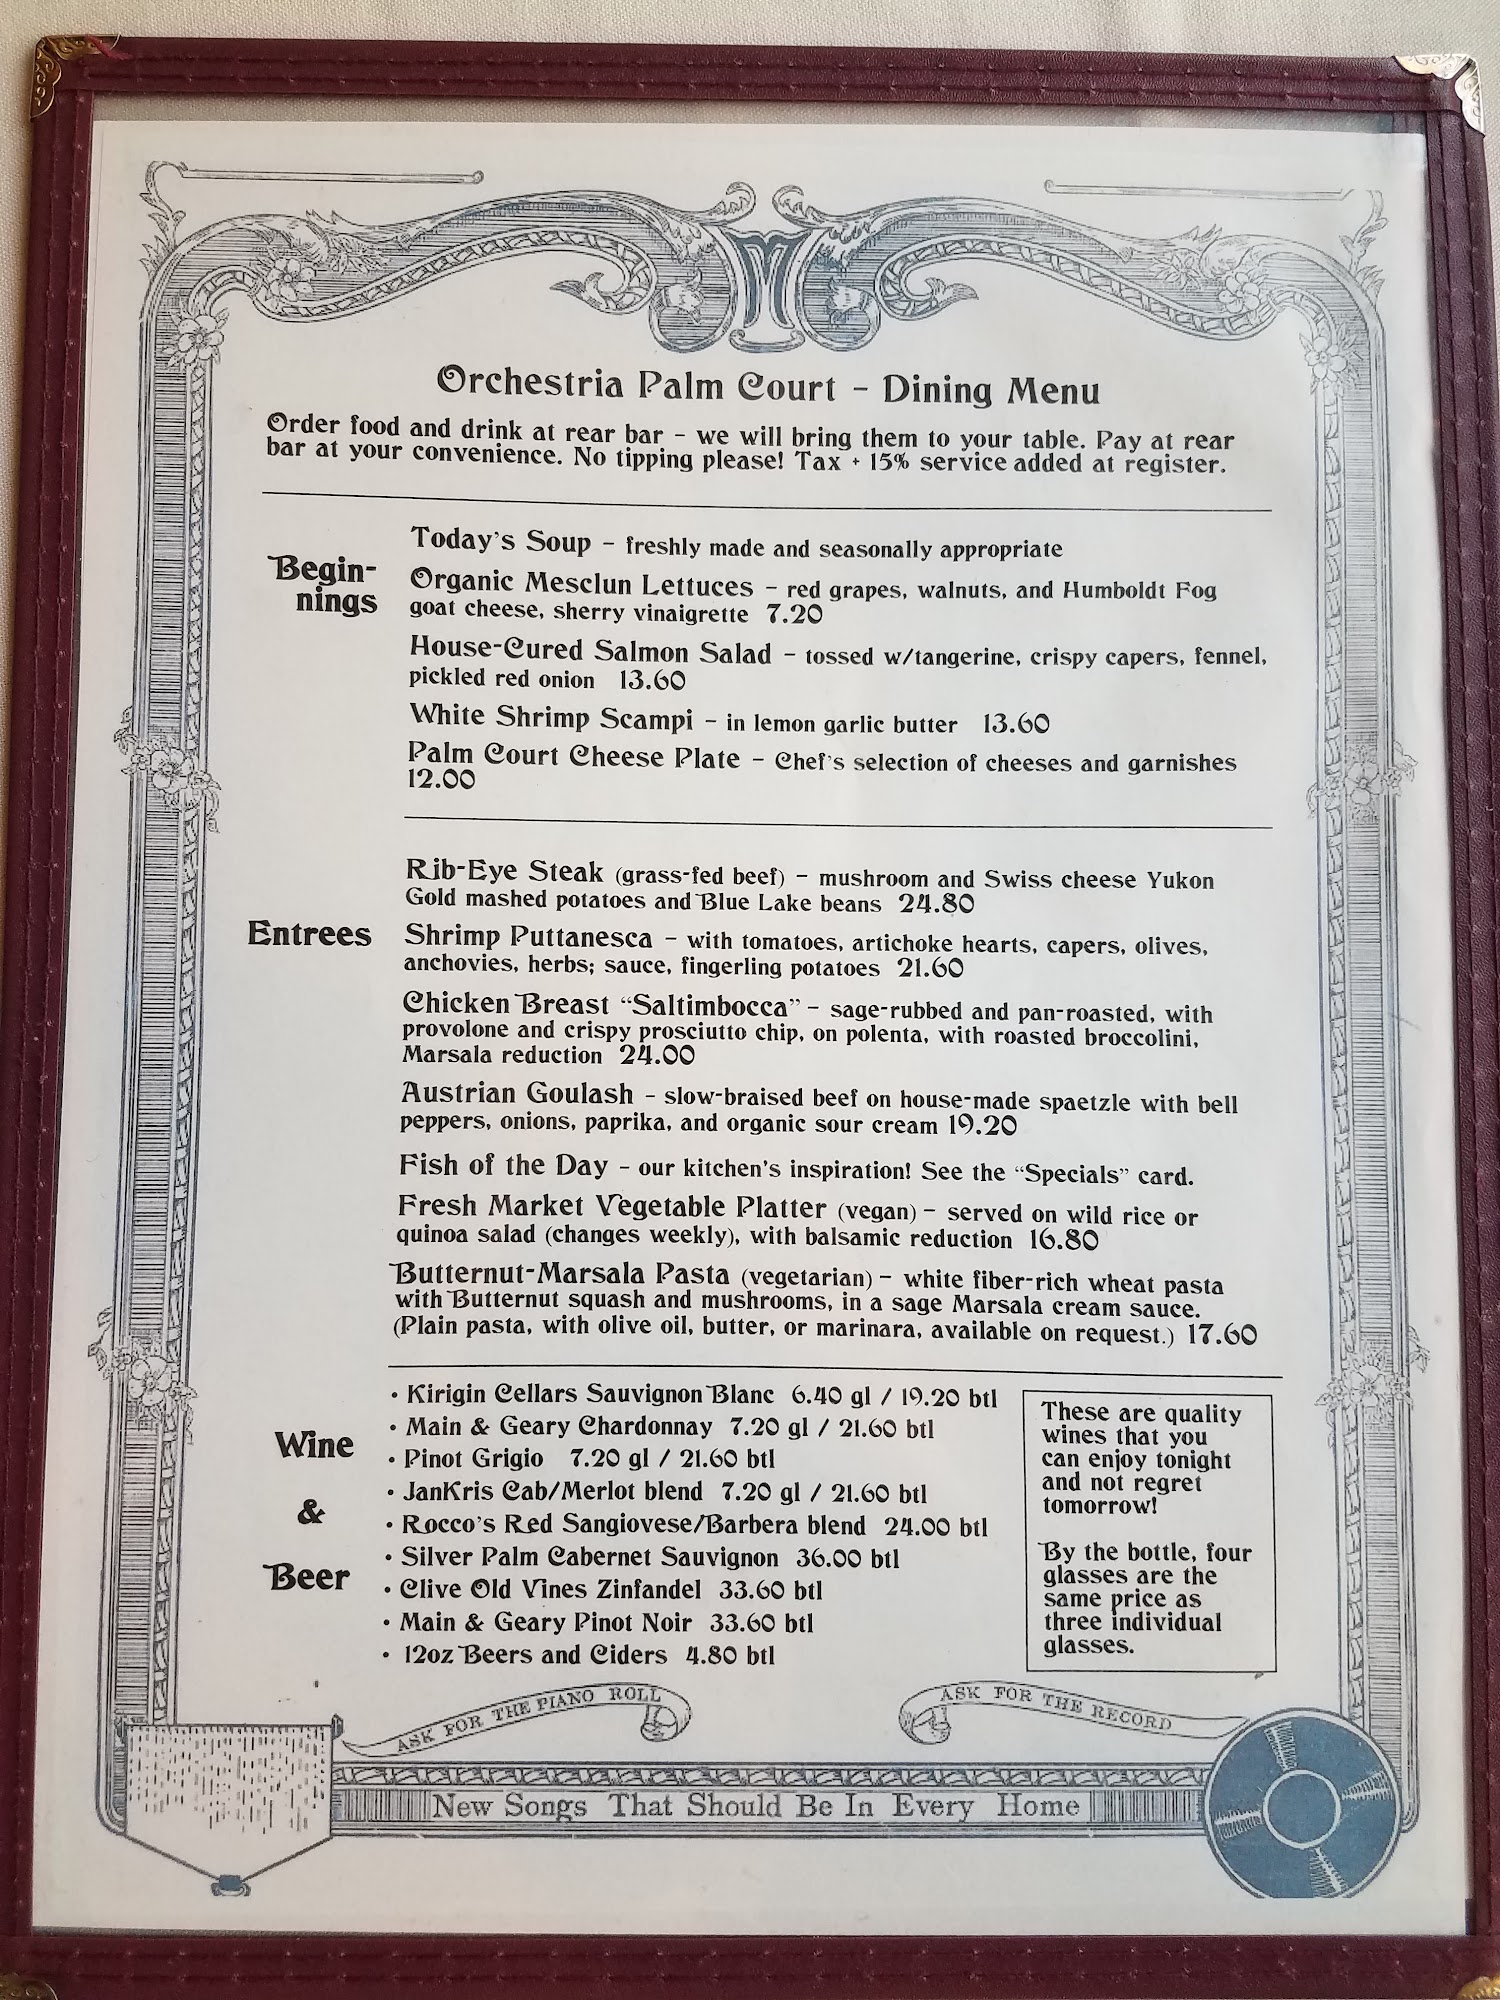 M
Orchestria Palm Court - Dining Menu
Order food and drink at rear bar - we will bring them to your table. Pay at rear
bar at your convenience. No tipping please! Tax + 15% service added at register.
Begin-
nings
Today's Soup - freshly made and seasonally appropriate
Organic Mesclun Lettuces - red grapes, walnuts, and Humboldt Fog
goat cheese, sherry vinaigrette 7.20
House-Cured Salmon Salad - tossed w/tangerine, crispy capers, fennel,
pickled red onion 13.60
White Shrimp Scampi - in lemon garlic butter 13.60
Palm Court Cheese Plate - Chef's selection of cheeses and garnishes
12.00
Entrees
Rib-Eye Steak (grass-fed beef) - mushroom and Swiss cheese Yukon
Gold mashed potatoes and Blue Lake beans 24.80
Shrimp Puttanesca - with tomatoes, artichoke hearts, capers, olives,
anchovies, herbs; sauce, fingerling potatoes 21.60
Chicken Breast “Saltimbocca” - sage-rubbed and pan-roasted, with
provolone and crispy prosciutto chip, on polenta, with roasted broccolini,
Marsala reduction 24.00
Austrian Goulash - slow-braised beef on house-made spaetzle with bell
peppers, onions, paprika, and organic sour cream 19.20
Fish of the Day - our kitchen's inspiration! See the “Specials” card.
Fresh Market Vegetable Platter (vegan) - served on wild rice or
quinoa salad (changes weekly), with balsamic reduction 16.80
Butternut-Marsala Pasta (vegetarian) - white fiber-rich wheat pasta
with Butternut squash and mushrooms, in a sage Marsala cream sauce.
(Plain pasta, with olive oil, butter, or marinara, available on request.) 17.60
Wine
&
Beer
• Kirigin Cellars Sauvignon Blanc 6.40 gl / 19.20 btl
• Main & Geary Chardonnay 7.20 gl / 21.60 btl
• Pinot Grigio 7.20 gl / 21.60 btl
• JanKris Cab/Merlot blend 7.20 gl / 21.60 btl
• Rocco's Red Sangiovese/Barbera blend 24.00 btl
• Silver Palm Cabernet Sauvignon 36.00 btl
• Clive Old Vines Zinfandel 33.60 btl
• Main & Geary Pinot Noir 33.60 btl
• 12oz Beers and Ciders 4.80 btl
These are quality
wines that you
can enjoy tonight
and not regret
tomorrow!
By the bottle, four
glasses are the
same price as
three individual
glasses.
ASK FOR THE PIANO ROLL
ASK FOR THE RECORD
New Songs That Should Be In Every Home